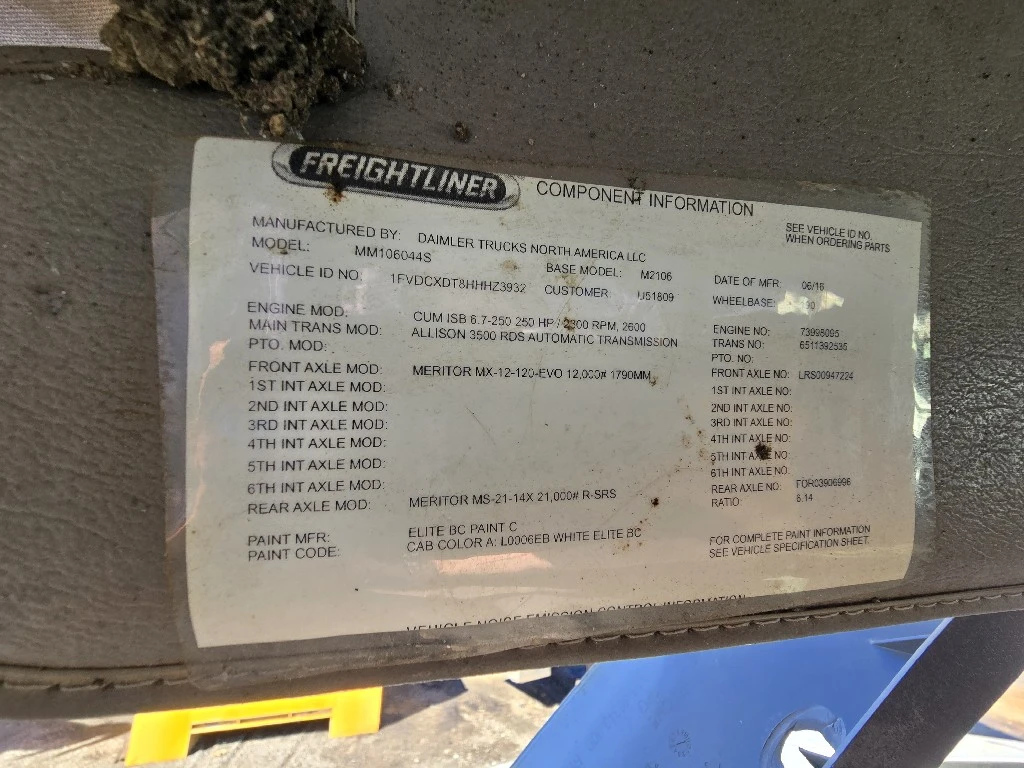 FREIGHTLINER
COMPONENT INFORMATION
SEE VEHICLE ID NO.
WHEN ORDERING PARTS
MANUFACTURED BY: DAIMLER TRUCKS NORTH AMERICA LLC
MODEL: MM106044S BASE MODEL: M2106 DATE OF MFR: 06/16
VEHICLE ID NO. 1FVDCXDT8HHHZ3932 CUSTOMER: U51809 WHEELBASE:
ENGINE MOD: CUM ISB 6.7-250 250 HP / 2300 RPM, 2600 ENGINE NO: 73998095
MAIN TRANS MOD: ALLISON 3500 RDS AUTOMATIC TRANSMISSION TRANS NO: 6511392535
PTO. MOD: PTO. NO:
FRONT AXLE MOD: MERITOR MX-12-120-EVO 12,000# 1790MM FRONT AXLE NO: LRS00947224
1ST INT AXLE MOD: 1ST INT AXLE NO:
2ND INT AXLE MOD: 2ND INT AXLE NO:
3RD INT AXLE MOD: 3RD INT AXLE NO:
4TH INT AXLE MOD: 4TH INT AXLE NO:
5TH INT AXLE MOD: 5TH INT AXLE NO:
6TH INT AXLE MOD: 6TH INT AXLE NO:
REAR AXLE MOD: MERITOR MS-21-14X 21,000# R-SRS REAR AXLE NO: FOR03906996
RATIO: 6.14
PAINT MFR: ELITE BC PAINT C
PAINT CODE: CAB COLOR A: L0006EB WHITE ELITE BC
FOR COMPLETE PAINT INFORMATION
SEE VEHICLE SPECIFICATION SHEET.
VEHICLE NOISE EMISSION CONTROL INFORMATION